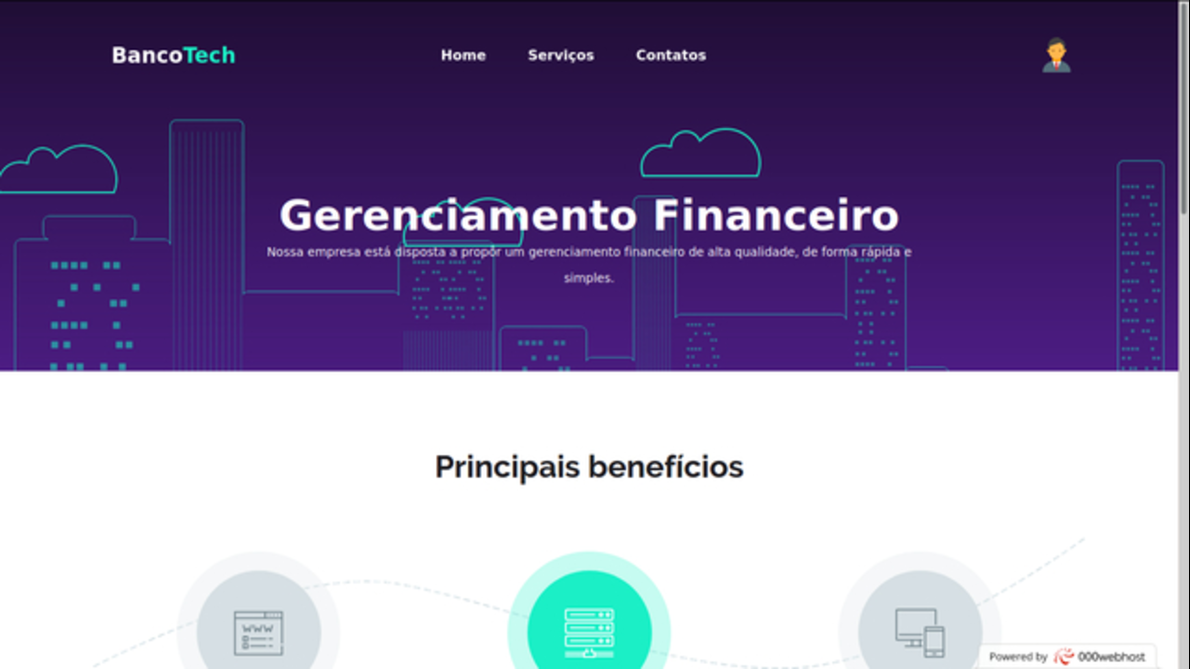 BancoTech
Home Serviços Contatos
Gerenciamento Financeiro
Nossa empresa está disposta a propôr um gerenciamento financeiro de alta qualidade, de forma rápida e
simples.
Principais benefícios
WWW
Powered by 000webhost